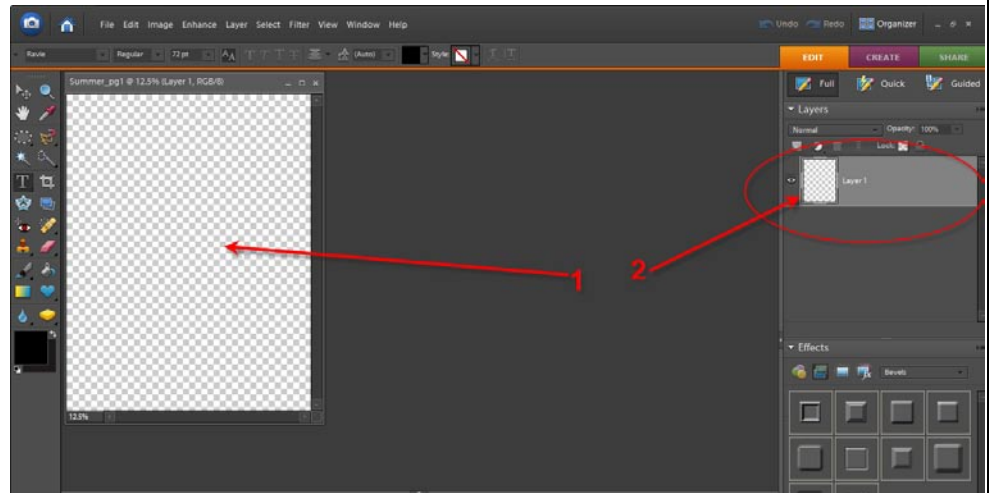 File Edit Image Enhance Layer Select Filter View Window Help
Undo Redo Organizer
Ravie Regular 72 pt (Auto) Style:
EDIT CREATE SHARE
Full Quick Guided
Summer_pg1 @ 12.5% (Layer 1, RGB/8)
Layers
Normal Opacity: 100%
Lock:
Layer 1
1
2
Effects
Bevels
12.5%